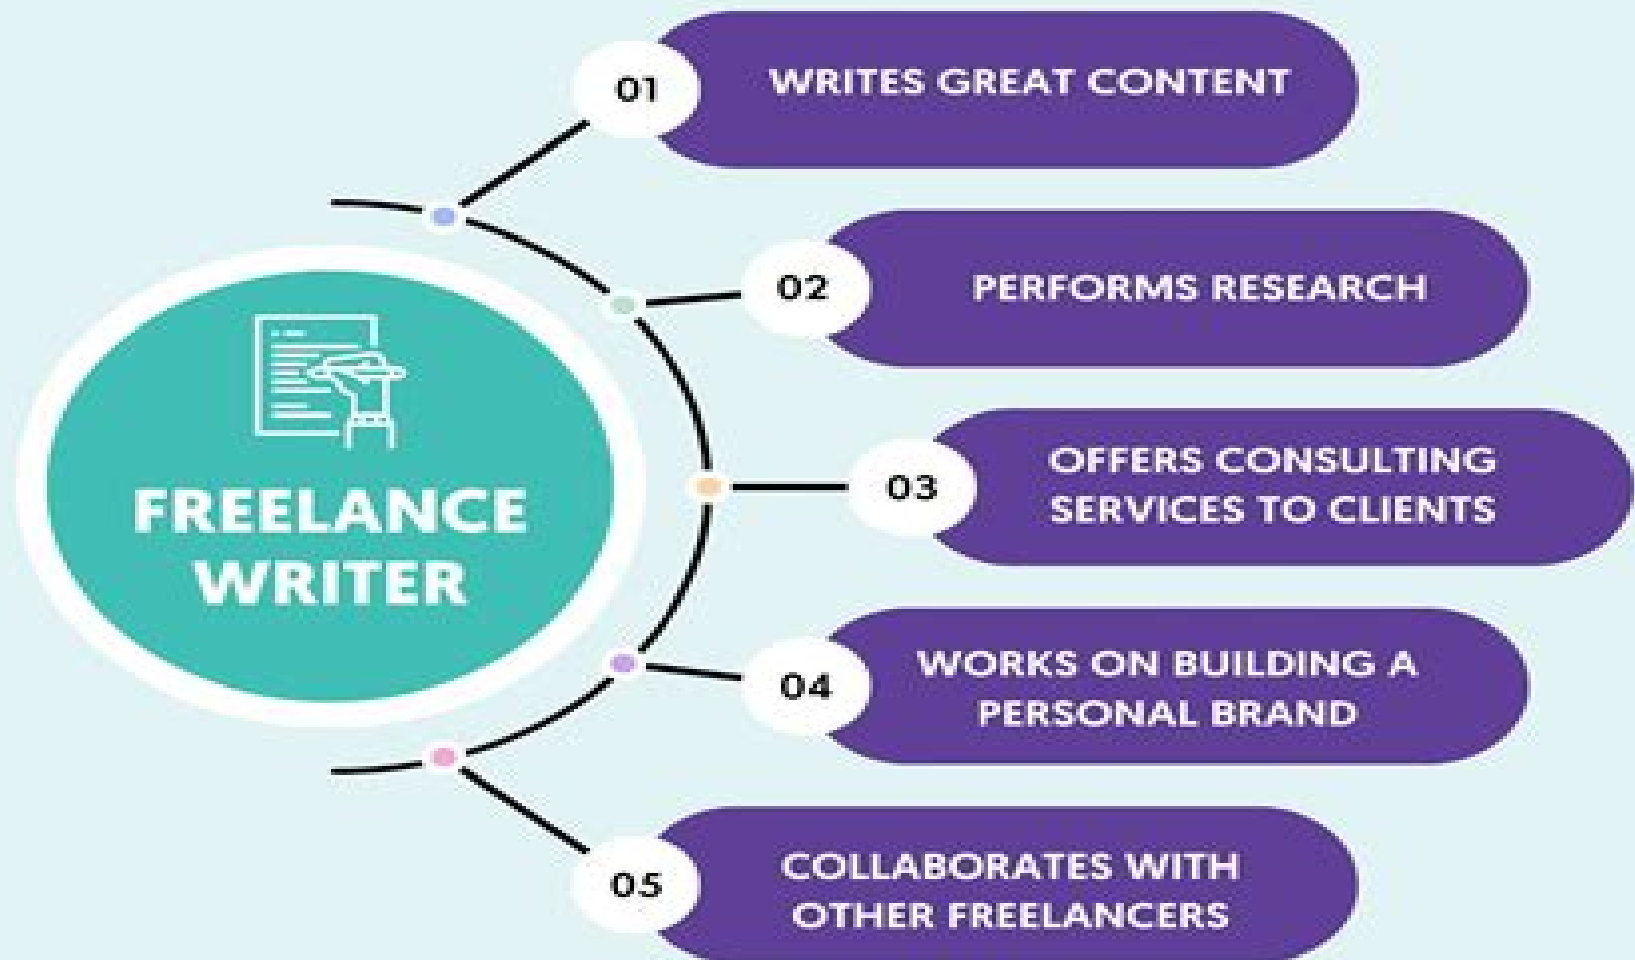 FREELANCE
WRITER
01
WRITES GREAT CONTENT
02
PERFORMS RESEARCH
03
OFFERS CONSULTING
SERVICES TO CLIENTS
04
WORKS ON BUILDING A
PERSONAL BRAND
05
COLLABORATES WITH
OTHER FREELANCERS